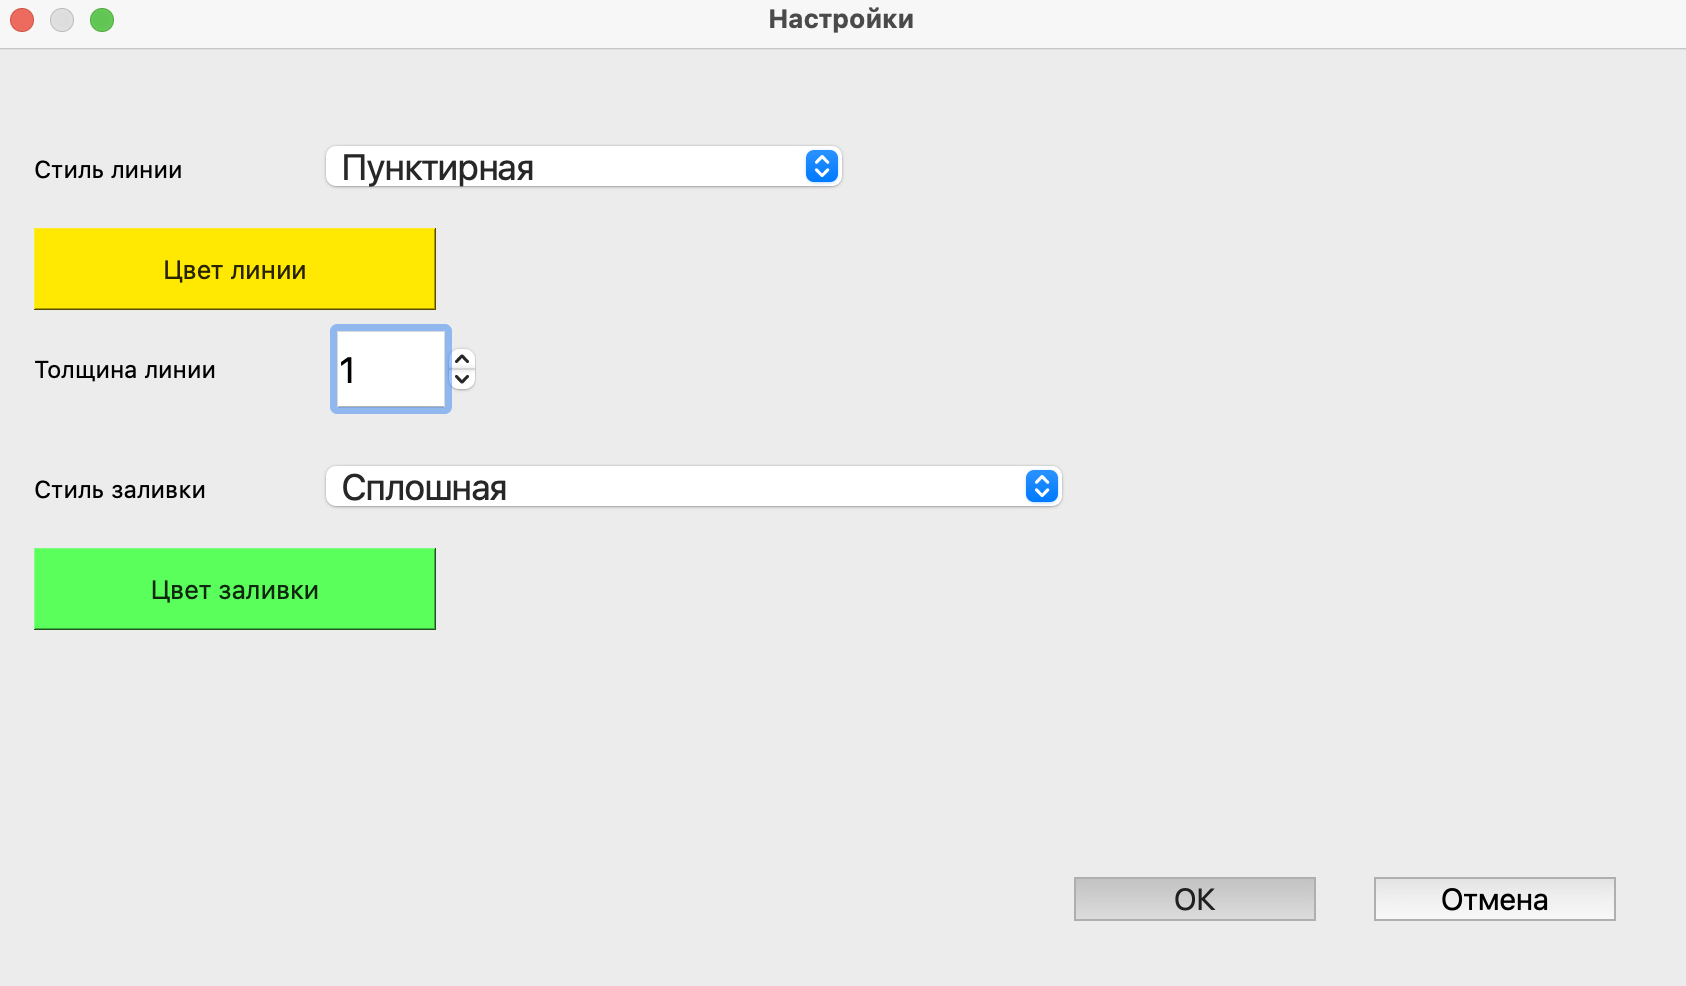 Настройки
Стиль линии Пунктирная
Цвет линии
Толщина линии 1
Стиль заливки Сплошная
Цвет заливки
OK Отмена